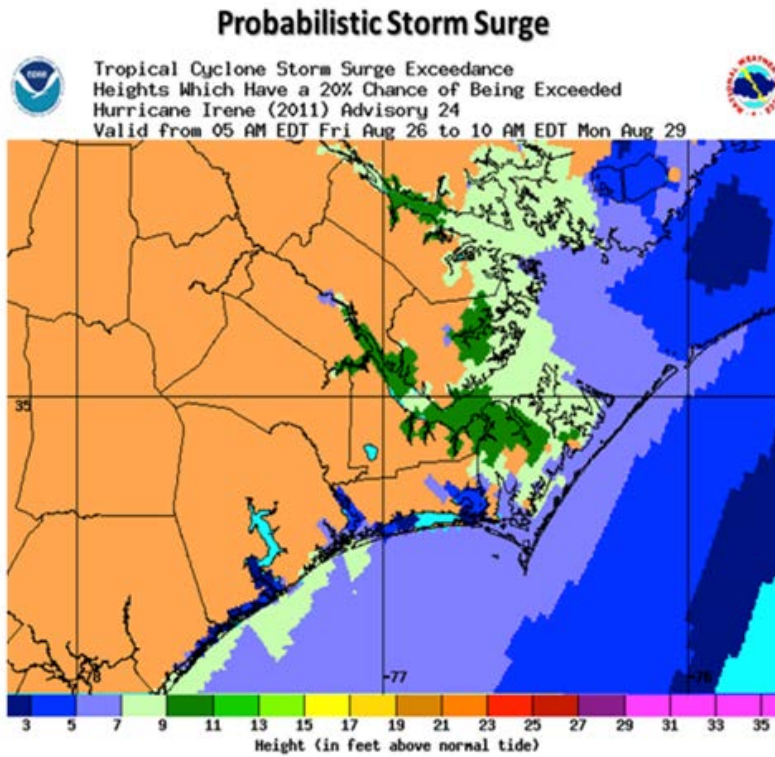 Probabilistic Storm Surge
Tropical Cyclone Storm Surge Exceedance
Heights Which Have a 20% Chance of Being Exceeded
Hurricane Irene (2011) Advisory 24
Valid from 05 AM EDT Fri Aug 26 to 10 AM EDT Mon Aug 29
35
-78 -77 -76
3 5 7 9 11 13 15 17 19 21 23 25 27 29 31 33 35
Height (in feet above normal tide)